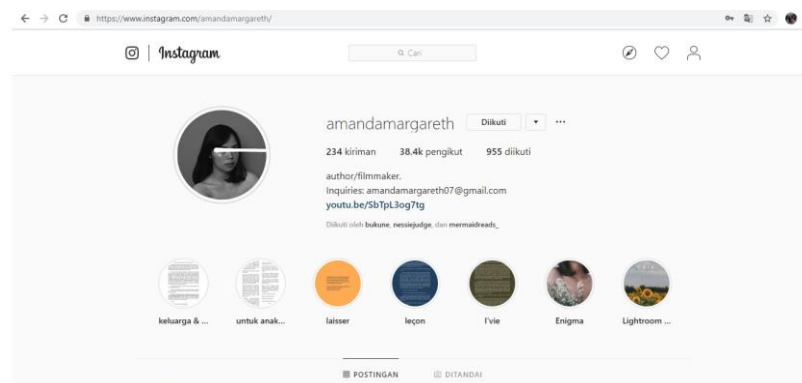 https://www.instagram.com/amandamargareth/
Instagram
Cari
amandamargareth Diikuti
234 kiriman 38.4k pengikut 955 diikuti
author/filmmaker.
Inquiries: amandamargareth07@gmail.com
youtu.be/SbTpL3og7tg
Diikuti oleh bukune, nessiejudge, dan mermaidreads_
keluarga & ... untuk anak... laisser leçon l'vie Enigma Lightroom ...
POSTINGAN DITANDAI